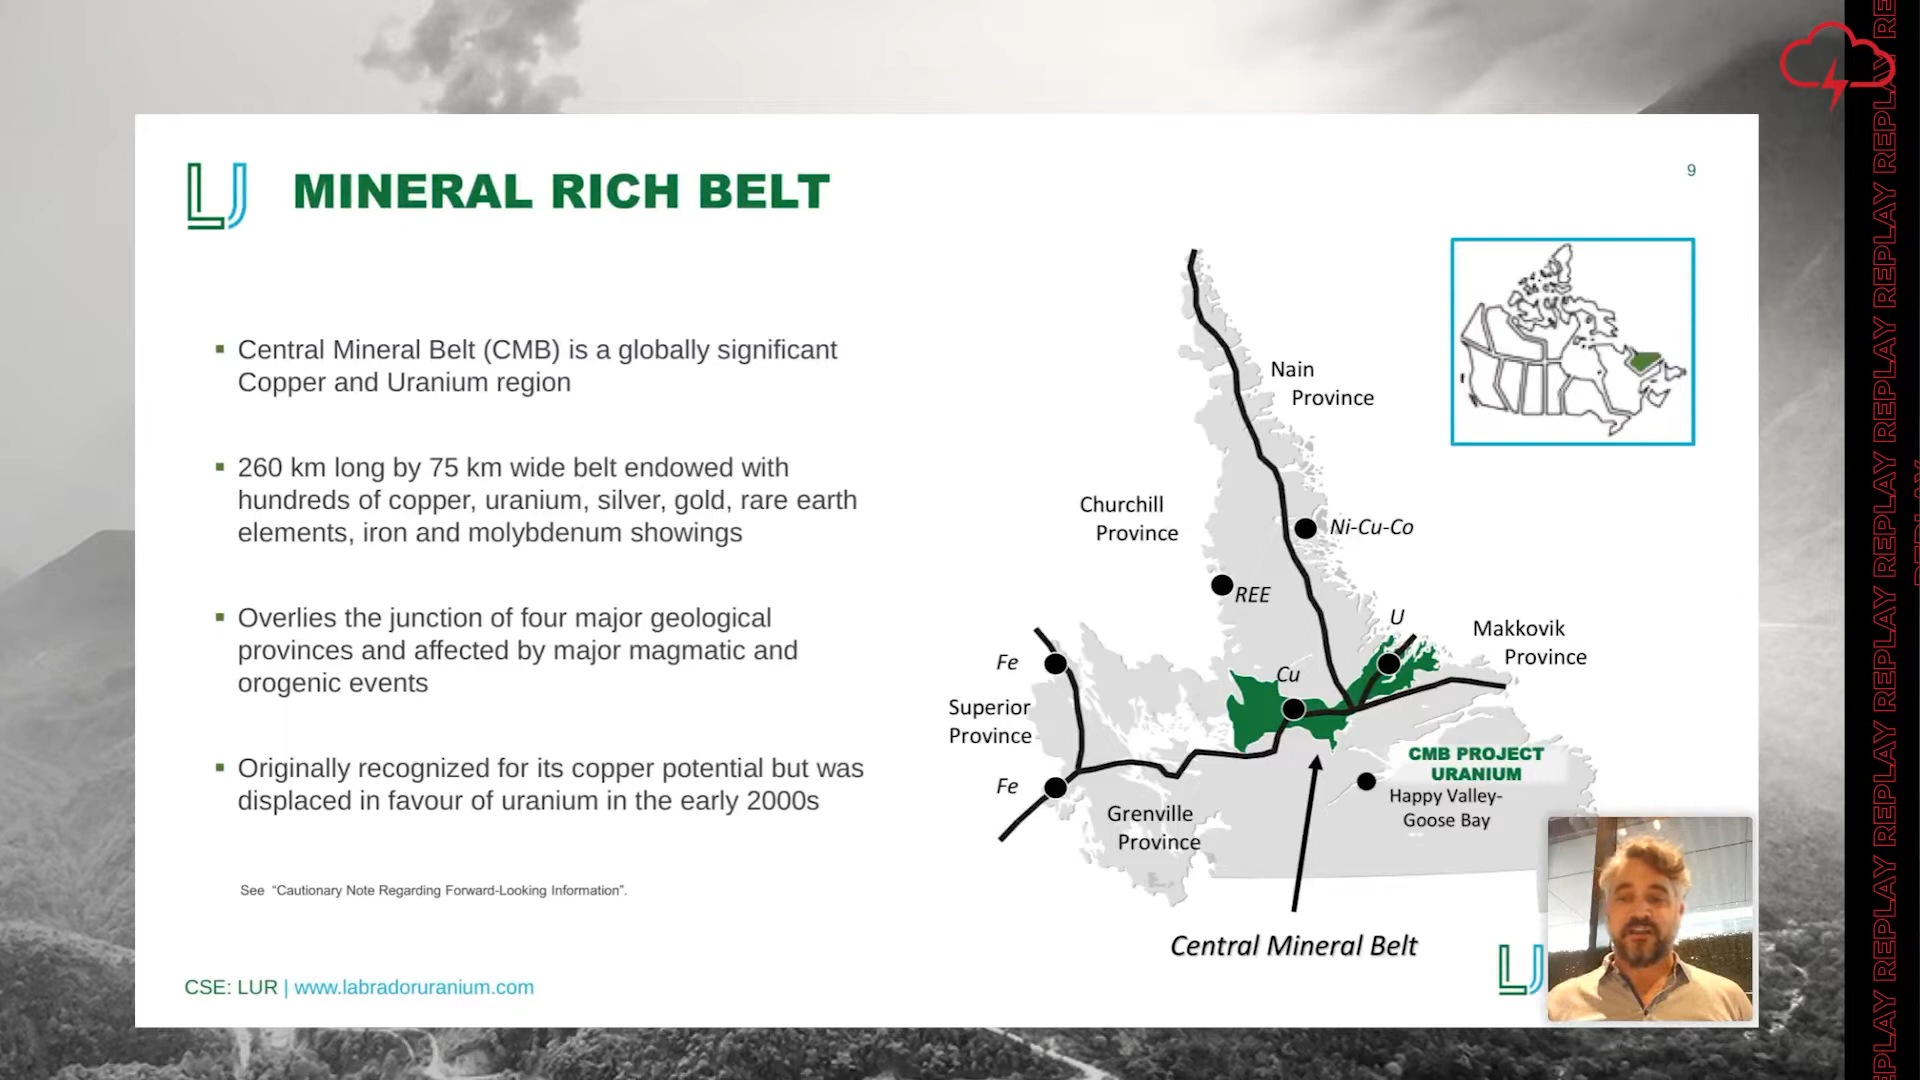 MINERAL RICH BELT
9
▪ Central Mineral Belt (CMB) is a globally significant
Copper and Uranium region
▪ 260 km long by 75 km wide belt endowed with
hundreds of copper, uranium, silver, gold, rare earth
elements, iron and molybdenum showings
▪ Overlies the junction of four major geological
provinces and affected by major magmatic and
orogenic events
▪ Originally recognized for its copper potential but was
displaced in favour of uranium in the early 2000s
See “Cautionary Note Regarding Forward-Looking Information”.
CSE: LUR | www.labradoruranium.com
Nain
Province
Churchill
Province
Ni-Cu-Co
REE
U
Makkovik
Province
Fe
Cu
Superior
Province
CMB PROJECT
URANIUM
Fe
Happy Valley-
Goose Bay
Grenville
Province
Central Mineral Belt
LU
LU
REPLAY REPLAY REPLAY REPLAY REPLAY REPLAY REPLAY REPLAY REPLAY REPLAY